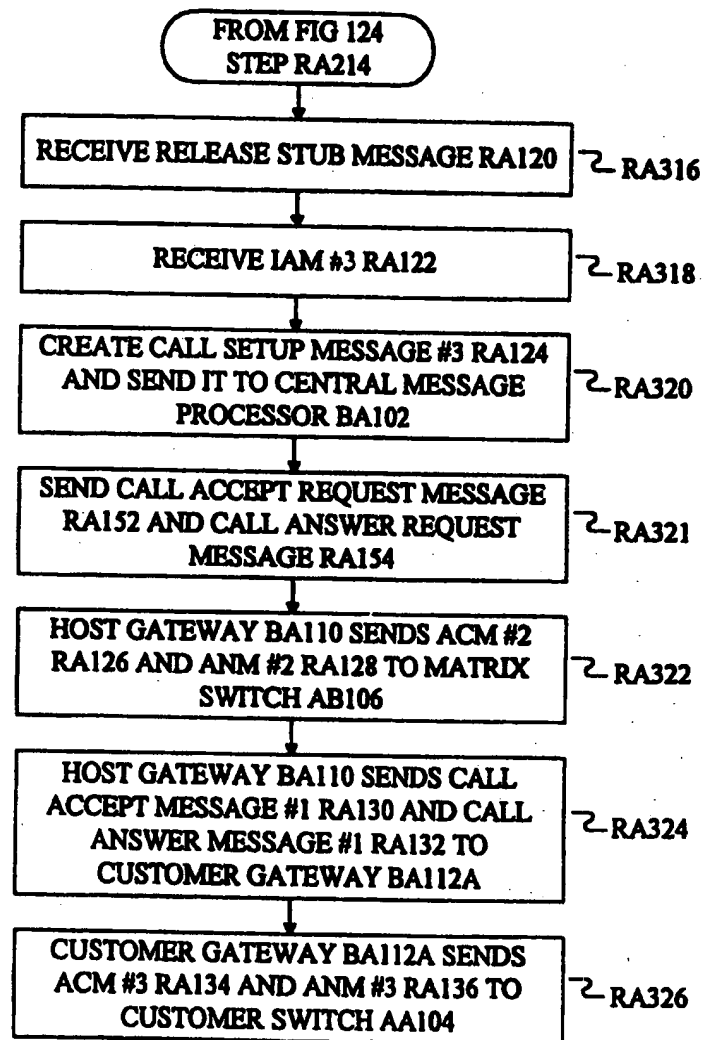 FROM FIG 124
STEP RA214
RECEIVE RELEASE STUB MESSAGE RA120
RA316
RECEIVE IAM #3 RA122
RA318
CREATE CALL SETUP MESSAGE #3 RA124
AND SEND IT TO CENTRAL MESSAGE
PROCESSOR BA102
RA320
SEND CALL ACCEPT REQUEST MESSAGE
RA152 AND CALL ANSWER REQUEST
MESSAGE RA154
RA321
HOST GATEWAY BA110 SENDS ACM #2
RA126 AND ANM #2 RA128 TO MATRIX
SWITCH AB106
RA322
HOST GATEWAY BA110 SENDS CALL
ACCEPT MESSAGE #1 RA130 AND CALL
ANSWER MESSAGE #1 RA132 TO
CUSTOMER GATEWAY BA112A
RA324
CUSTOMER GATEWAY BA112A SENDS
ACM #3 RA134 AND ANM #3 RA136 TO
CUSTOMER SWITCH AA104
RA326